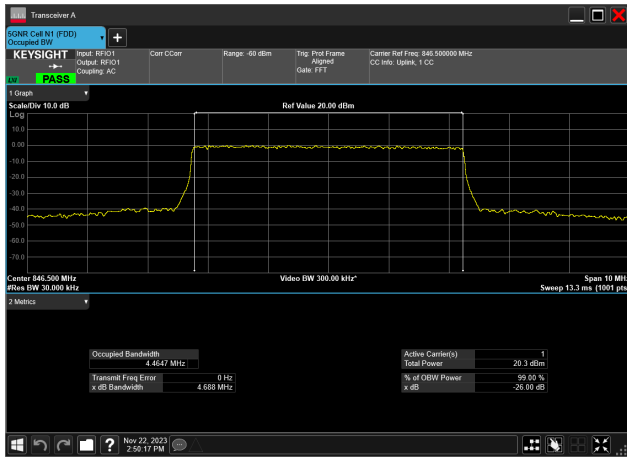 Transceiver A
5GNR Cell N1 (FDD)
Occupied BW
KEYSIGHT
LXI
PASS
Input: RFIO1
Output: RFIO1
Coupling: AC
Corr CCorr
Range: -60 dBm
Trig: Prot Frame
Aligned
Gate: FFT
Carrier Ref Freq: 846.500000 MHz
CC Info: Uplink, 1 CC
1 Graph
Scale/Div 10.0 dB
Ref Value 20.00 dBm
Log
10.0
0.00
-10.0
-20.0
-30.0
-40.0
-50.0
-60.0
-70.0
Center 846.500 MHz
Video BW 300.00 kHz*
Span 10 MHz
#Res BW 30.000 kHz
Sweep 13.3 ms (1001 pts
2 Metrics
Occupied Bandwidth
4.4647 MHz
Transmit Freq Error 0 Hz
x dB Bandwidth 4.688 MHz
Active Carrier(s) 1
Total Power 20.3 dBm
% of OBW Power 99.00 %
x dB -26.00 dB
Nov 22, 2023
2:50:17 PM